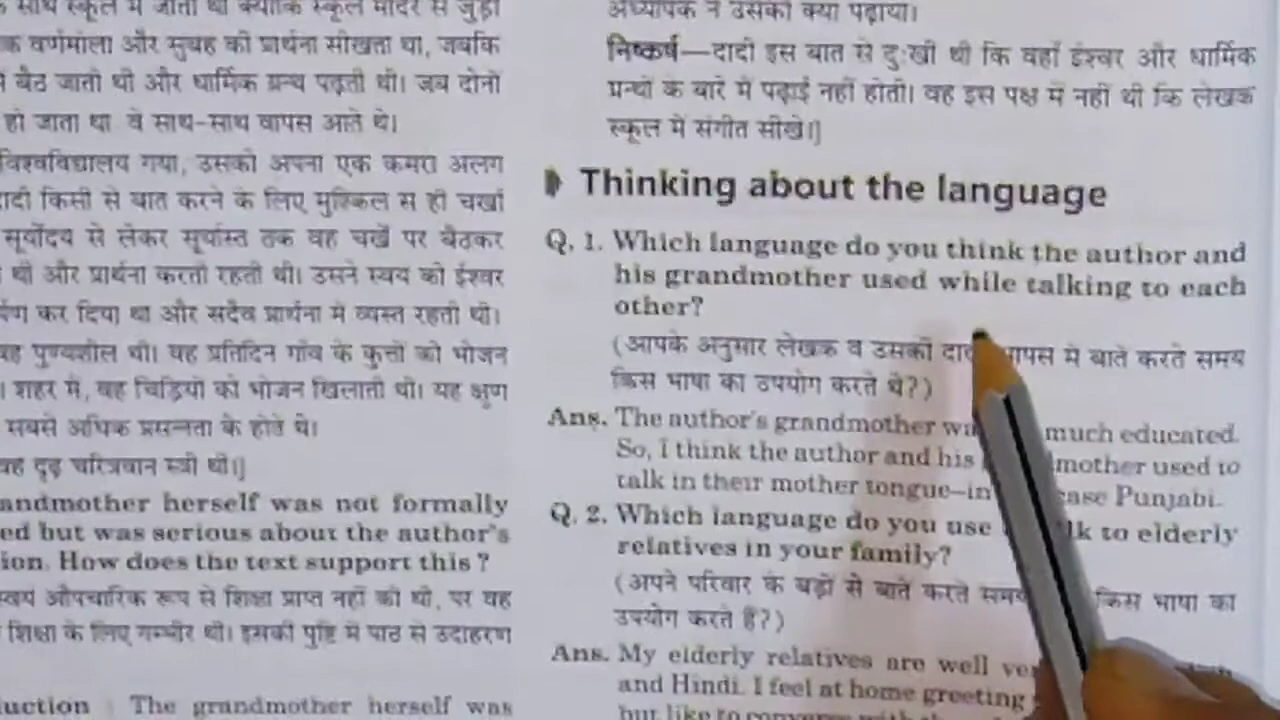 के साथ स्कूल में जाती थी क्योंकि स्कूल मंदिर से जुड़ा
वर्णमाला और सुबह की प्रार्थना सीखता था, जबकि
बैठ जाती थी और धार्मिक ग्रन्थ पढ़ती थी। जब दोनों
हो जाता था वे साथ-साथ वापस आते थे।
विश्वविद्यालय गया, उसको अपना एक कमरा अलग
दादी किसी से बात करने के लिए मुश्किल से ही चर्खा
सूर्योदय से लेकर सूर्यास्त तक वह चर्खे पर बैठकर
थी और प्रार्थना करती रहती थी। उसने स्वयं को ईश्वर
कर दिया था और सदैव प्रार्थना में व्यस्त रहती थी।
वह पुण्यशील थी। वह प्रतिदिन गाँव के कुत्तों को भोजन
। शहर में, वह चिड़ियों को भोजन खिलाती थी। यह क्षण
सबसे अधिक प्रसन्नता के होते थे।
वह दृढ़ चरित्रवान स्त्री थी।]
andmother herself was not formally
ed but was serious about the author's
ion. How does the text support this ?
स्वयं औपचारिक रूप से शिक्षा प्राप्त नहीं की थी, पर वह
शिक्षा के लिए गम्भीर थी। इसकी पुष्टि में पाठ से उदाहरण
uction : The grandmother herself was
अध्यापक ने उसको क्या पढ़ाया।
निष्कर्ष—दादी इस बात से दुःखी थी कि वहाँ ईश्वर और धार्मिक
ग्रन्थों के बारे में पढ़ाई नहीं होती। वह इस पक्ष में नहीं थी कि लेखक
स्कूल में संगीत सीखे।]
Thinking about the language
Q. 1. Which language do you think the author and
his grandmother used while talking to each
other?
(आपके अनुसार लेखक व उसकी आपस में बातें करते समय
किस भाषा का उपयोग करते थे?)
Ans. The author's grandmother much educated.
So, I think the author and his mother used to
talk in their mother tongue–in case Punjabi.
Q. 2. Which language do you use to elderly
relatives in your family?
(अपने परिवार के बड़ों से बातें करते समय किस भाषा का
उपयोग करते हैं?)
Ans. My elderly relatives are well
and Hindi. I feel at home greeting
but like to converse with